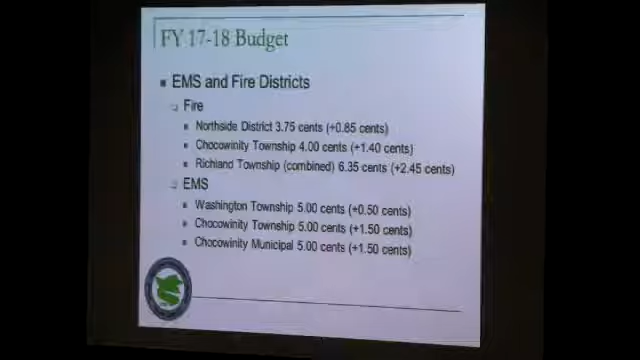 FY 17-18 Budget
EMS and Fire Districts
Fire
Northside District 3.75 cents (+0.85 cents)
Chocowinity Township 4.00 cents (+1.40 cents)
Richland Township (combined) 6.35 cents (+2.45 cents)
EMS
Washington Township 5.00 cents (+0.50 cents)
Chocowinity Township 5.00 cents (+1.50 cents)
Chocowinity Municipal 5.00 cents (+1.50 cents)